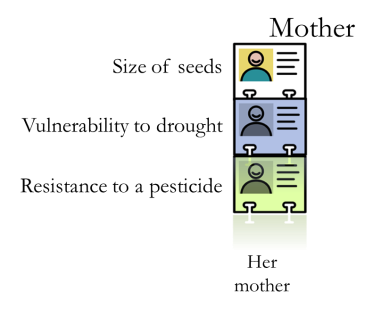 Mother
Size of seeds
Vulnerability to drought
Resistance to a pesticide
Her
mother